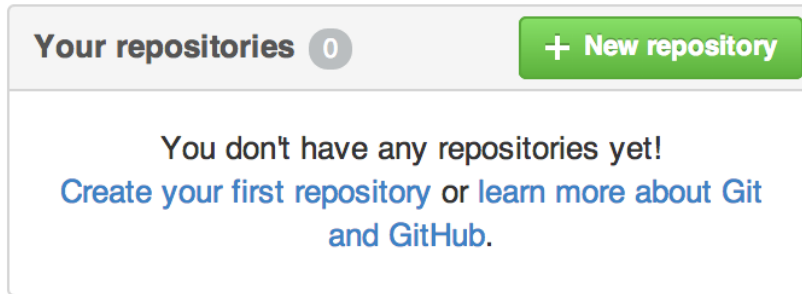 Your repositories 0
+ New repository
You don't have any repositories yet!
Create your first repository or learn more about Git
and GitHub.